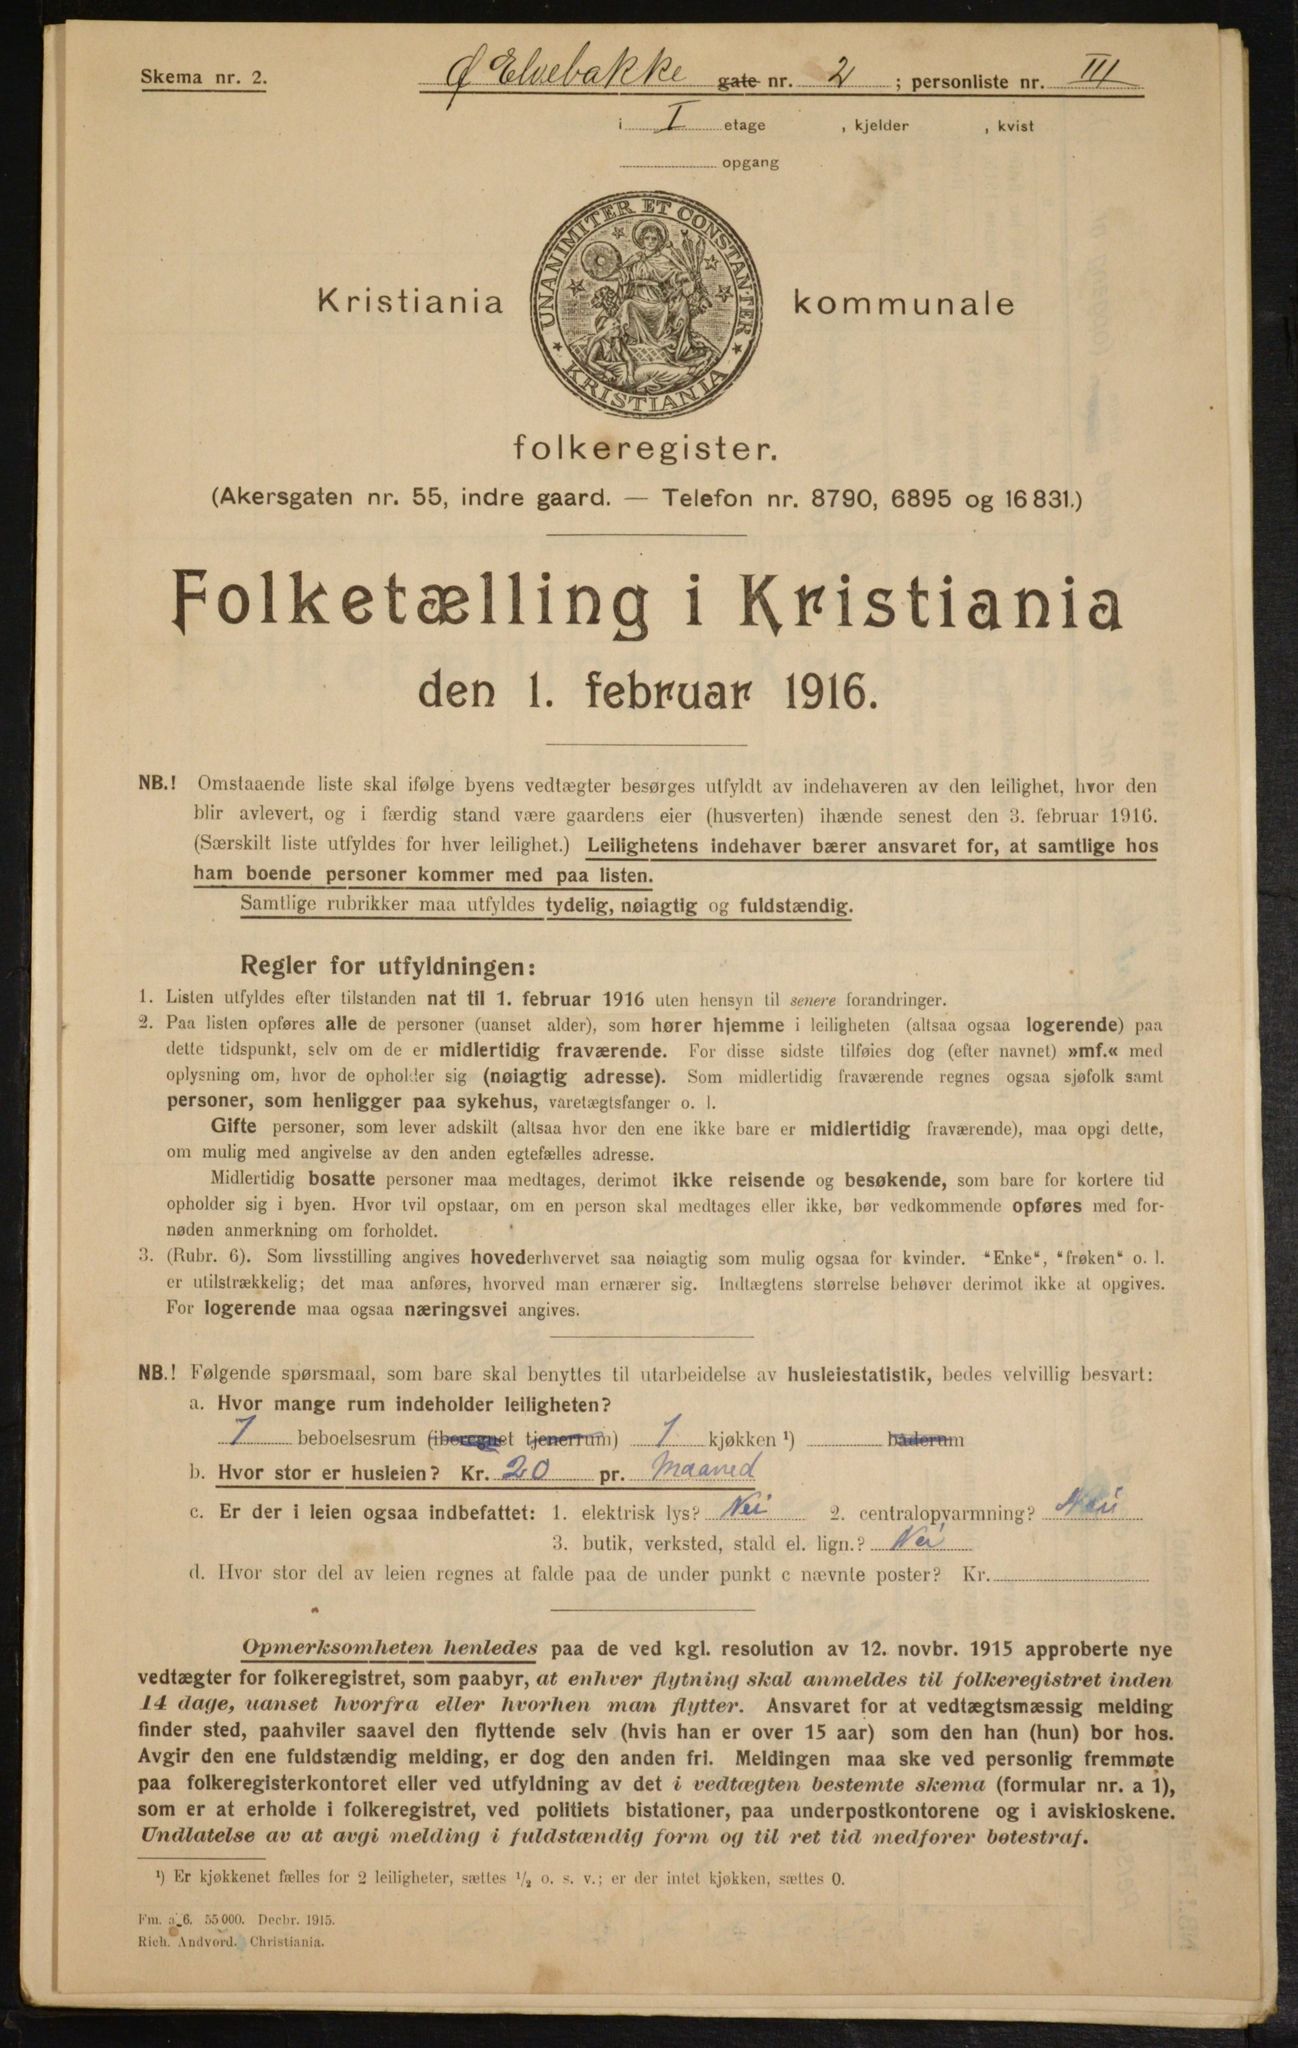 Skema nr. 2.
Ø Elvebakke gate nr. 2 ; personliste nr. III
i I etage , kjelder , kvist
opgang
UNANIMITER ET CONSTANTER
KRISTIANIA
Kristiania kommunale
folkeregister.
(Akersgaten nr. 55, indre gaard. — Telefon nr. 8790, 6895 og 16 831.)
Folketælling i Kristiania
den 1. februar 1916.
NB.! Omstaaende liste skal ifølge byens vedtægter besørges utfyldt av indehaveren av den leilighet, hvor den
blir avlevert, og i færdig stand være gaardens eier (husverten) ihænde senest den 3. februar 1916.
(Særskilt liste utfyldes for hver leilighet.) Leilighetens indehaver bærer ansvaret for, at samtlige hos
ham boende personer kommer med paa listen.
Samtlige rubrikker maa utfyldes tydelig, nøiagtig og fuldstændig.
Regler for utfyldningen:
1. Listen utfyldes efter tilstanden nat til 1. februar 1916 uten hensyn til senere forandringer.
2. Paa listen opføres alle de personer (uanset alder), som hører hjemme i leiligheten (altsaa ogsaa logerende) paa
dette tidspunkt, selv om de er midlertidig fraværende. For disse sidste tilføies dog (efter navnet) »mf.« med
oplysning om, hvor de opholder sig (nøiagtig adresse). Som midlertidig fraværende regnes ogsaa sjøfolk samt
personer, som henligger paa sykehus, varetægtsfanger o. l.
Gifte personer, som lever adskilt (altsaa hvor den ene ikke bare er midlertidig fraværende), maa opgi dette,
om mulig med angivelse av den anden egtefælles adresse.
Midlertidig bosatte personer maa medtages, derimot ikke reisende og besøkende, som bare for kortere tid
opholder sig i byen. Hvor tvil opstaar, om en person skal medtages eller ikke, bør vedkommende opføres med for-
nøden anmerkning om forholdet.
3. (Rubr. 6). Som livsstilling angives hovederhvervet saa nøiagtig som mulig ogsaa for kvinder. “Enke“, “frøken“ o. l.
er utilstrækkelig; det maa anføres, hvorved man ernærer sig. Indtægtens størrelse behøver derimot ikke at opgives.
For logerende maa ogsaa næringsvei angives.
NB.! Følgende spørsmaal, som bare skal benyttes til utarbeidelse av husleiestatistik, bedes velvillig besvart:
a. Hvor mange rum indeholder leiligheten?
1 beboelsesrum (iberegnet tjenerrum) 1 kjøkken ¹) baderum
b. Hvor stor er husleien? Kr. 20 pr. Maaned
c. Er der i leien ogsaa indbefattet: 1. elektrisk lys? Nei 2. centralopvarmning? Nei
3. butik, verksted, stald el. lign.? Nei
d. Hvor stor del av leien regnes at falde paa de under punkt c nævnte poster? Kr.
Opmerksomheten henledes paa de ved kgl. resolution av 12. novbr. 1915 approberte nye
vedtægter for folkeregistret, som paabyr, at enhver flytning skal anmeldes til folkeregistret inden
14 dage, uanset hvorfra eller hvorhen man flytter. Ansvaret for at vedtægtsmæssig melding
finder sted, paahviler saavel den flyttende selv (hvis han er over 15 aar) som den han (hun) bor hos.
Avgir den ene fuldstændig melding, er dog den anden fri. Meldingen maa ske ved personlig fremmøte
paa folkeregisterkontoret eller ved utfyldning av det i vedtægten bestemte skema (formular nr. a 1),
som er at erholde i folkeregistret, ved politiets bistationer, paa underpostkontorene og i aviskioskene.
Undlatelse av at avgi melding i fuldstændig form og til ret tid medfører bøtestraf.
¹) Er kjøkkenet fælles for 2 leiligheter, sættes ½ o. s. v.; er der intet kjøkken, sættes 0.
Fm. a 6. 55 000. Decbr. 1915.
Rich. Andvord. Christiania.